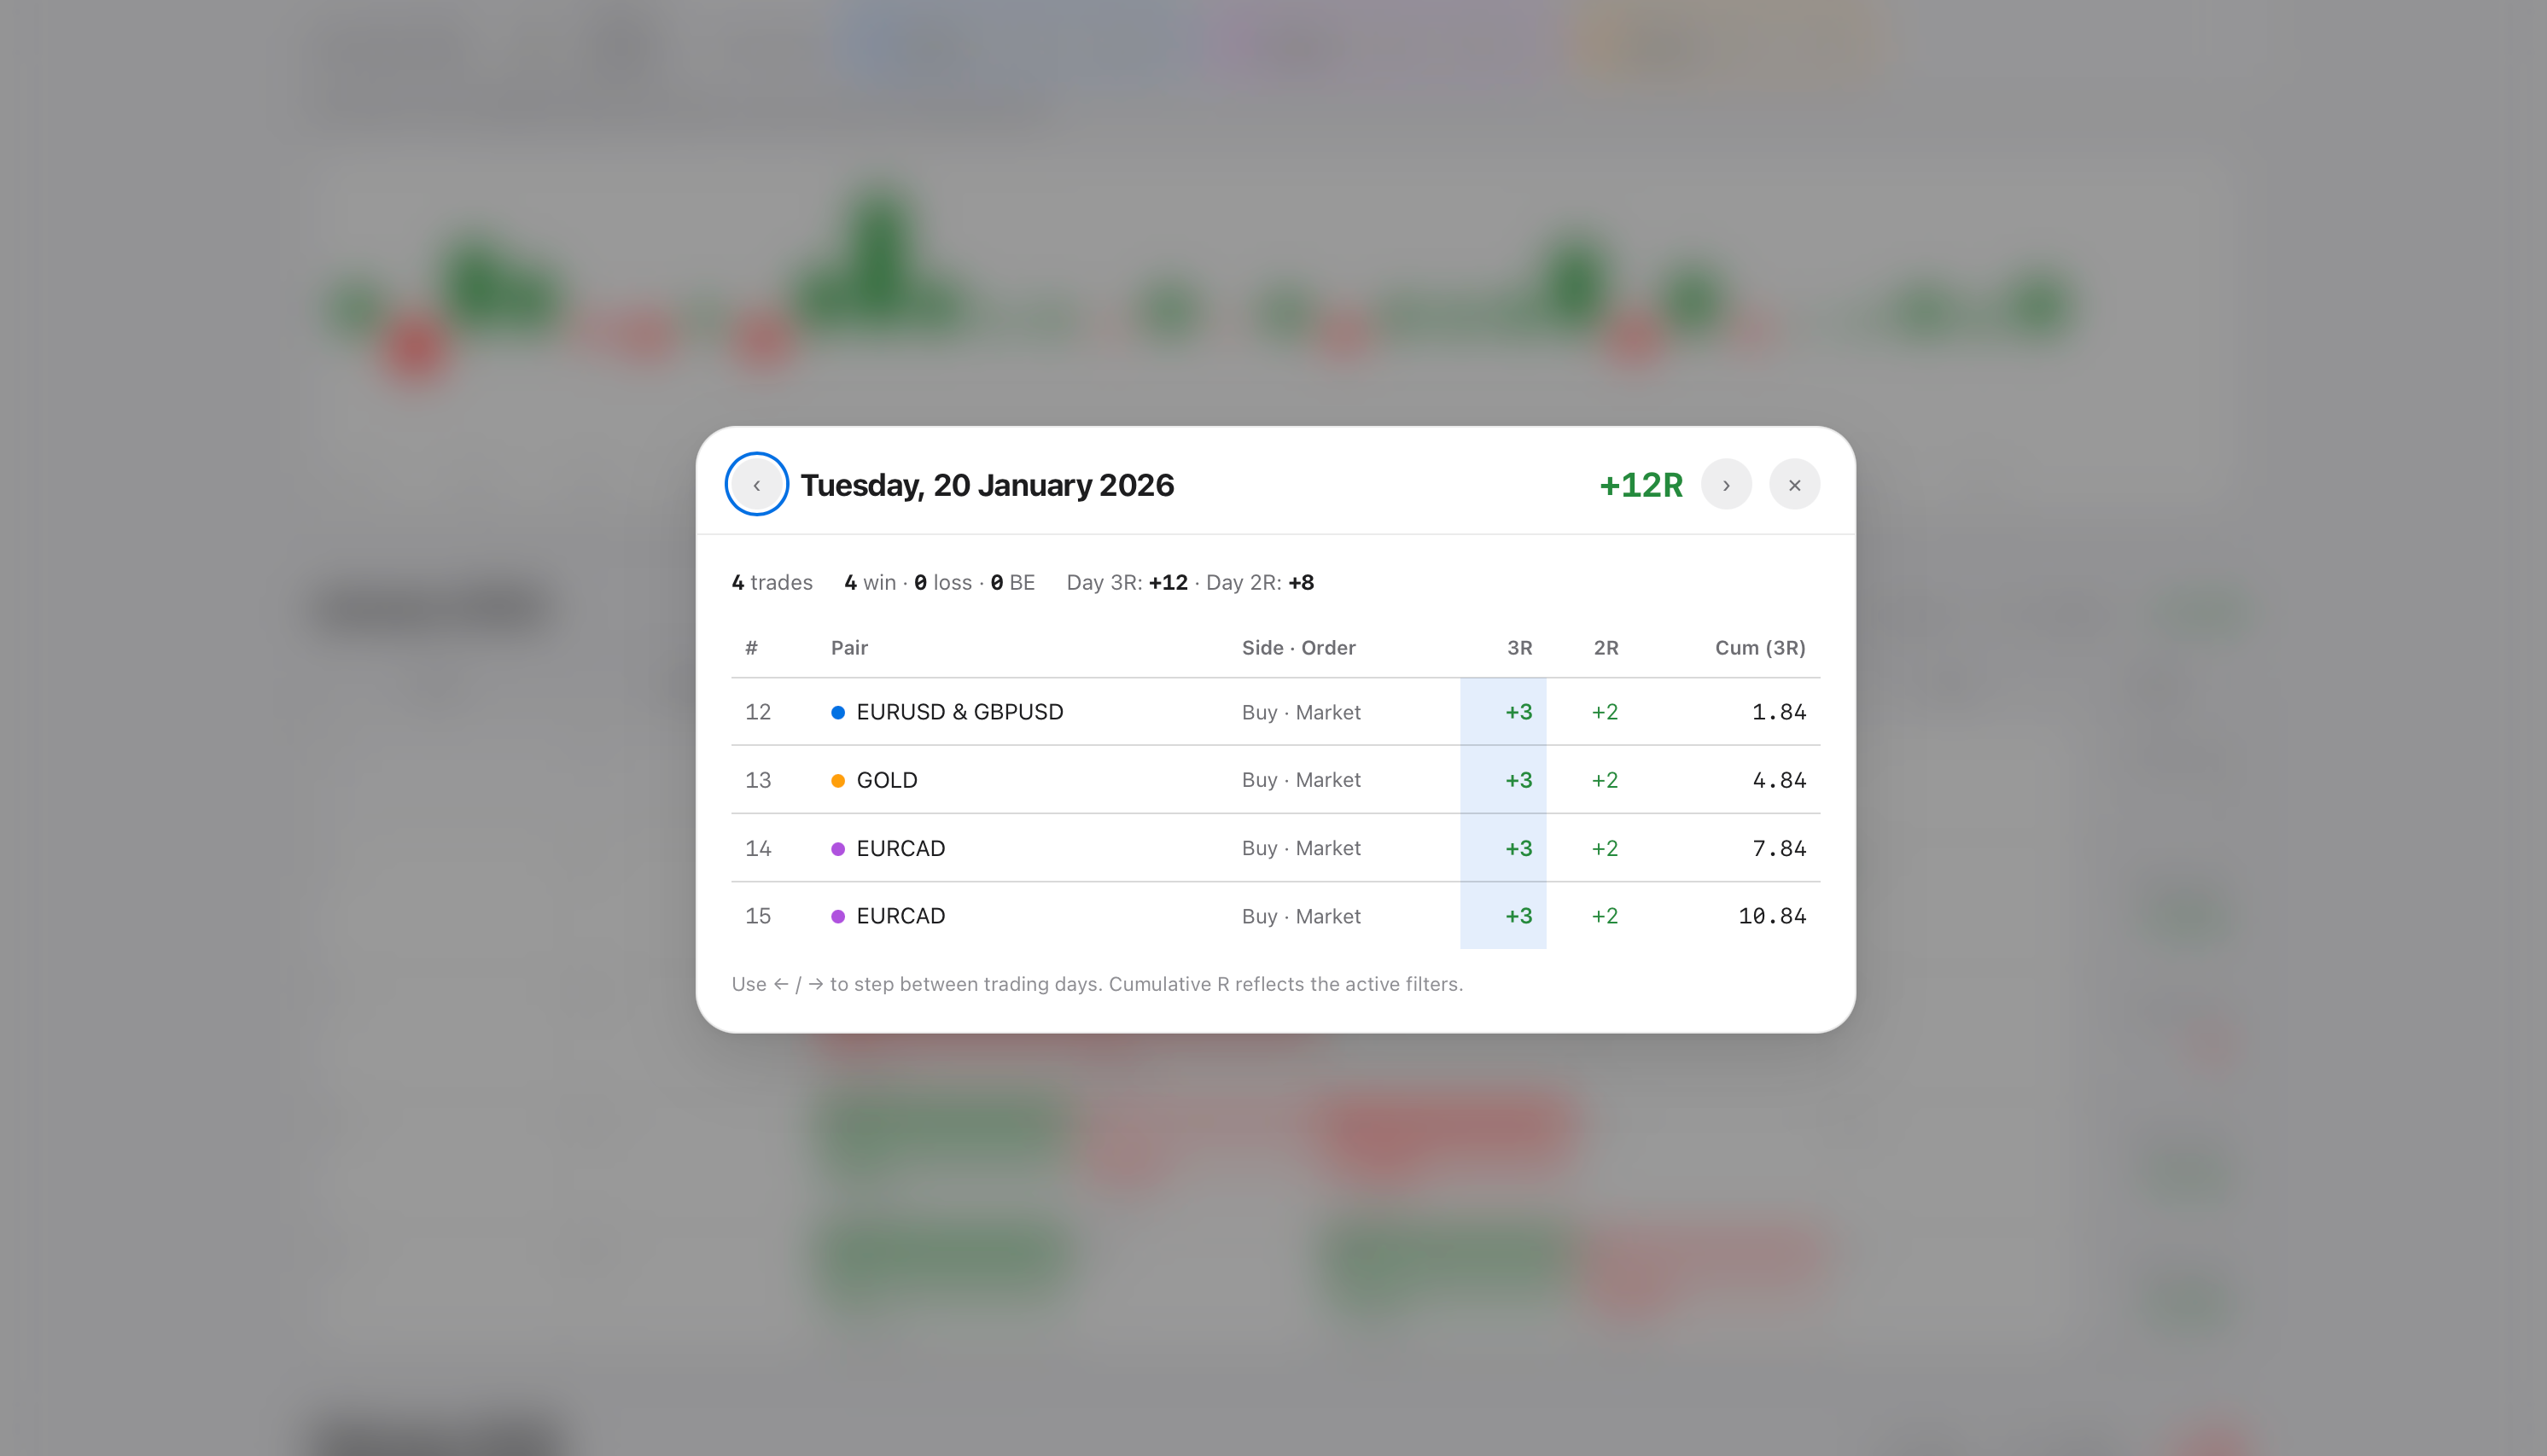 ‹ Tuesday, 20 January 2026 +12R › ×
4 trades 4 win · 0 loss · 0 BE Day 3R: +12 · Day 2R: +8
# Pair Side · Order 3R 2R Cum (3R)
12 EURUSD & GBPUSD Buy · Market +3 +2 1.84
13 GOLD Buy · Market +3 +2 4.84
14 EURCAD Buy · Market +3 +2 7.84
15 EURCAD Buy · Market +3 +2 10.84
Use ← / → to step between trading days. Cumulative R reflects the active filters.